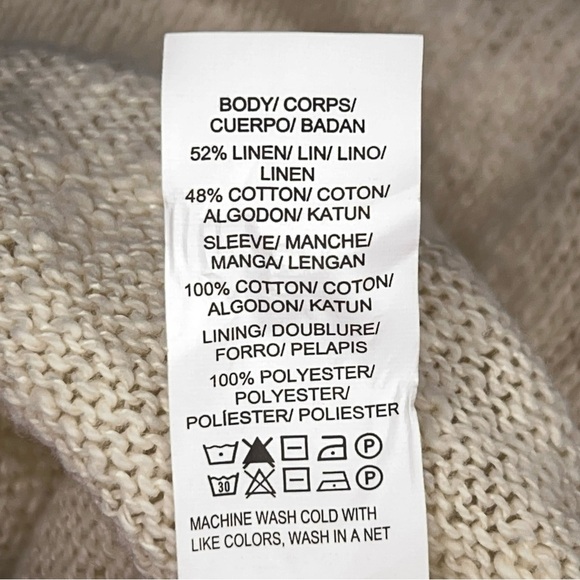 BODY/ CORPS/
CUERPO/ BADAN
52% LINEN/ LIN/ LINO/
LINEN
48% COTTON/ COTON/
ALGODON/ KATUN
SLEEVE/ MANCHE/
MANGA/ LENGAN
100% COTTON/ COTON/
ALGODON/ KATUN
LINING/ DOUBLURE/
FORRO/ PELAPIS
100% POLYESTER/
POLYESTER/
POLÍESTER/ POLIESTER
P
30 P
MACHINE WASH COLD WITH
LIKE COLORS, WASH IN A NET